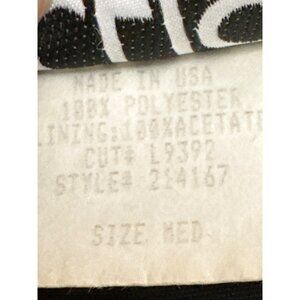 MADE IN USA
100% POLYESTER
LINING:100%ACETATE
CUT# L9392
STYLE# 214167
SIZE MED